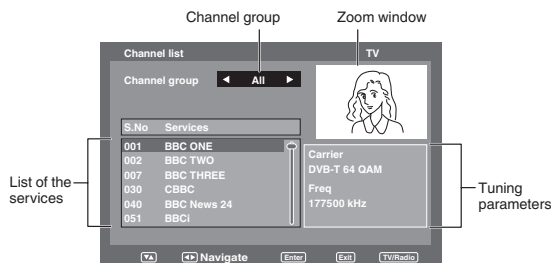 Channel group
Zoom window
Channel list
TV
Channel group
All
S.No Services
001 BBC ONE
002 BBC TWO
007 BBC THREE
030 CBBC
040 BBC News 24
051 BBCi
Carrier
DVB-T 64 QAM
Freq
177500 kHz
List of the
services
Tuning
parameters
Navigate
Enter
Exit
TV/Radio